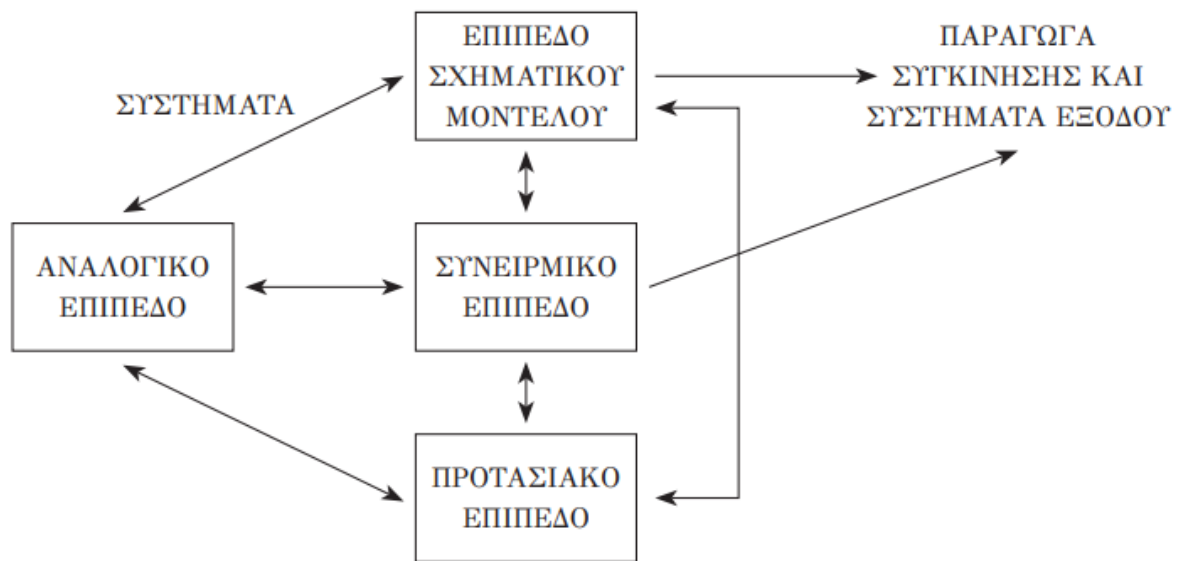 ΕΠΙΠΕΔΟ
ΣΧΗΜΑΤΙΚΟΥ
ΜΟΝΤΕΛΟΥ
ΠΑΡΑΓΩΓΑ
ΣΥΓΚΙΝΗΣΗΣ ΚΑΙ
ΣΥΣΤΗΜΑΤΑ ΕΞΟΔΟΥ
ΣΥΣΤΗΜΑΤΑ
ΑΝΑΛΟΓΙΚΟ
ΕΠΙΠΕΔΟ
ΣΥΝΕΙΡΜΙΚΟ
ΕΠΙΠΕΔΟ
ΠΡΟΤΑΣΙΑΚΟ
ΕΠΙΠΕΔΟ